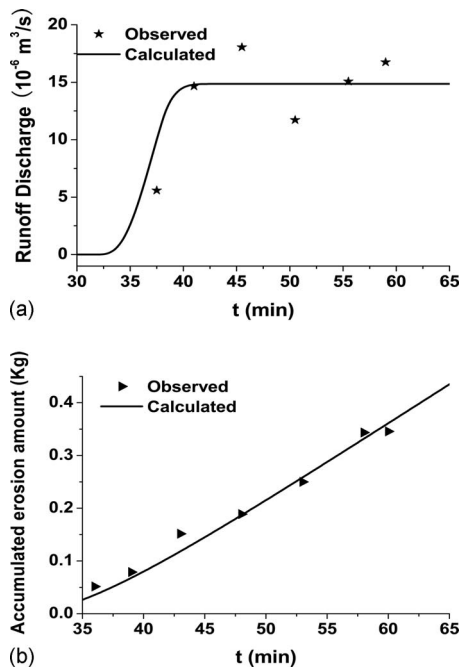 20
15
10
5
0
Runoff Discharge (10⁻⁶ m³/s)
★ Observed
Calculated
30 35 40 45 50 55 60 65
t (min)
(a)
0.4
0.3
0.2
0.1
0.0
Accumulated erosion amount (Kg)
Observed
Calculated
35 40 45 50 55 60 65
t (min)
(b)